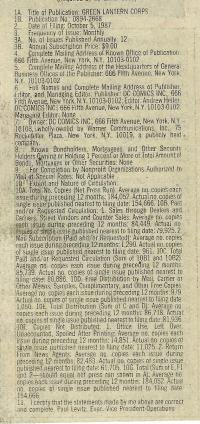 1A. Title of Publication: GREEN LANTERN CORPS
1B. Publication No.: 0894-2668
2. Date of Filing: October 5, 1987
3. Frequency of Issue: Monthly
3A. No. of Issues Published Annually: 12
3B. Annual Subscription Price: $9.00
4. Complete Mailing Address of Known Office of Publication:
666 Fifth Avenue, New York, N.Y. 10103-0102
5. Complete Mailing Address of the Headquarters of General
Business Offices of the Publisher: 666 Fifth Avenue, New York,
N.Y. 10103-0102
6. Full Names and Complete Mailing Address of Publisher,
Editor, and Managing Editor: Publisher: DC COMICS INC., 666
Fifth Avenue, New York, N.Y. 10103-0102; Editor: Andrew Helfer,
DC COMICS INC., 666 Fifth Avenue, New York, N.Y. 10103-0102;
Managing Editor: None
7. Owner: DC COMICS INC., 666 Fifth Avenue, New York, N.Y.
10103, wholly-owned by Warner Communications, Inc., 75
Rockefeller Plaza, New York, N.Y. 10019, a publicly held
company.
8. Known Bondholders, Mortgagees and Other Security
Holders Owning or Holding 1 Percent or More of Total Amount of
Bonds, Mortgages or Other Securities: None
9. For Completion by Nonprofit Organizations Authorized to
Mail at Special Rates: Not Applicable
10. Extent and Nature of Circulation:
10A. Total No. Copies (Net Press Run): Average no. copies each
issue during preceding 12 months: 184,052. Actual no. copies of
single issue published nearest to filing date: 154,666. 10B. Paid
and/or Requested Circulation: 1. Sales through Dealers and
Carriers, Street Vendors and Counter Sales: Average no. copies
each issue during preceding 12 months: Actual no.
copies of single issue published nearest to filing date: 2.
Mail Subscription (Paid and/or Requested): Average no. copies
each issue during preceding 12 months: 1,290. Actual no. copies
of single issue published nearest to filing date: 961. 10C. Total
Paid and/or Requested Circulation (Sum of 10B1 and 10B2):
Average no. copies each issue during preceding 12 months:
85,739. Actual no. copies of single issue published nearest to
filing date: 10D. Free Distribution by Mail, Carrier or
Other Means, Samples, Complimentary, and Other Free Copies:
Average no. copies each issue during preceding 12 months: 979.
Actual no. copies of single issue published nearest to filing date:
1,050. 10E. Total Distribution (Sum of C and D): Average no.
copies each issue during preceding 12 months: 86,718. Actual
no. copies of single issue published nearest to filing date:
10F. Copies Not Distributed: 1. Office Use, Left Over,
Unaccounted, Spoiled After Printing: Average no. copies each
issue during preceding 12 months: 14,851. Actual no. copies of
single issue published nearest to filing date: 11,025. 2. Return
From News Agents: Average no. copies each issue during
preceding 12 months: Actual no. copies of single issue
published nearest to filing date: 61,705. 10G. Total (Sum of E, F1
and 2—should equal net press run shown in A): Average no.
copies each issue during preceding 12 months: 184,052. Actual
no. copies of single issue published nearest to filing date:
154,666.
11. I certify that the statements made by me above are correct
and complete. Paul Levitz, Exec. Vice President-Operations